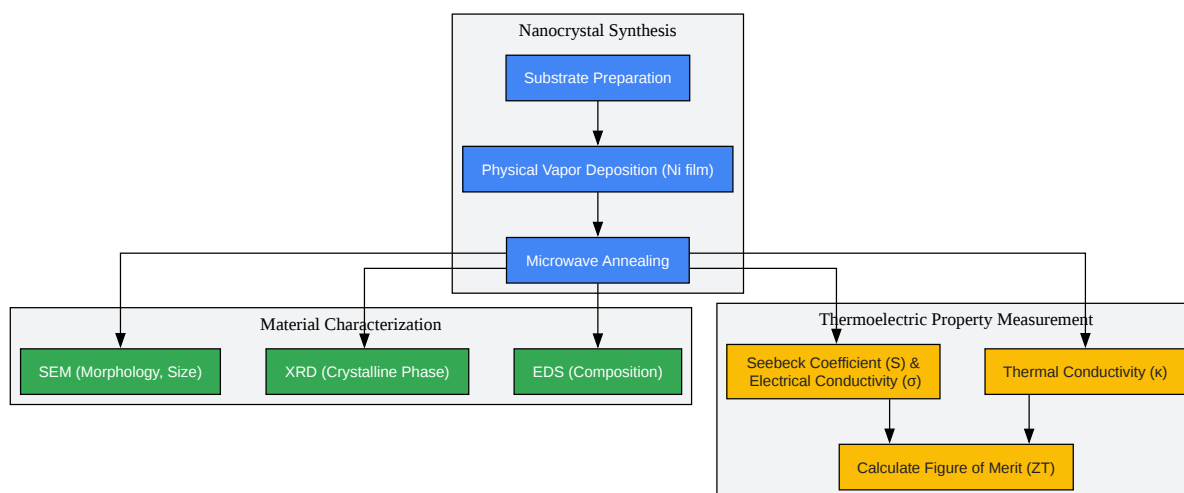 Nanocrystal Synthesis
Substrate Preparation
Physical Vapor Deposition (Ni film)
Microwave Annealing
Material Characterization
SEM (Morphology, Size)
XRD (Crystalline Phase)
EDS (Composition)
Thermoelectric Property Measurement
Seebeck Coefficient (S) &
Electrical Conductivity (σ)
Thermal Conductivity (κ)
Calculate Figure of Merit (ZT)